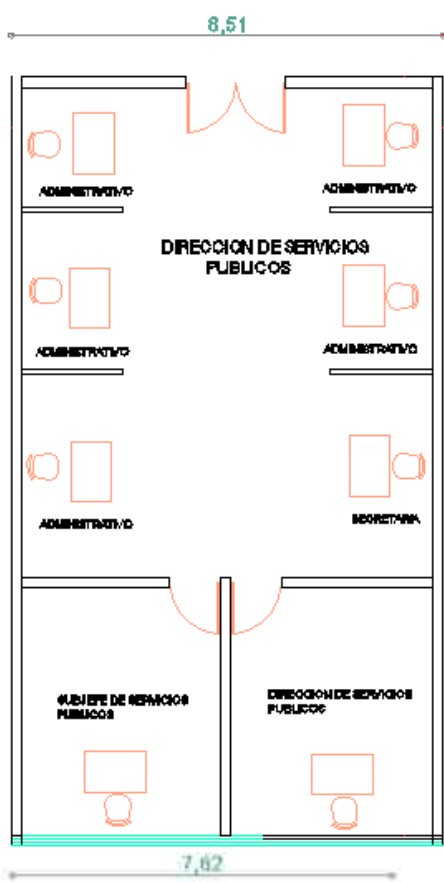 8,51
ADMINISTRATIVO
ADMINISTRATIVO
DIRECCION DE SERVICIOS
PUBLICOS
ADMINISTRATIVO
ADMINISTRATIVO
ADMINISTRATIVO
SECRETARIA
SUBJEFE DE SERVICIOS
PUBLICOS
DIRECCION DE SERVICIOS
PUBLICOS
7,62